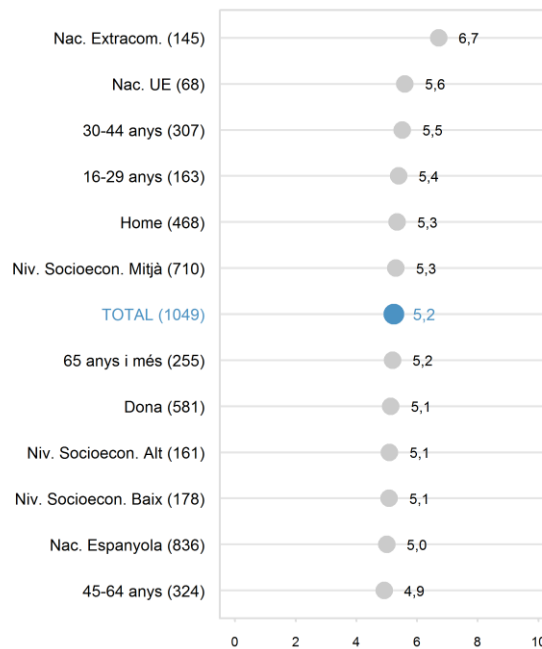 Nac. Extracom. (145) 6,7
Nac. UE (68) 5,6
30-44 anys (307) 5,5
16-29 anys (163) 5,4
Home (468) 5,3
Niv. Socioecon. Mitjà (710) 5,3
TOTAL (1049) 5,2
65 anys i més (255) 5,2
Dona (581) 5,1
Niv. Socioecon. Alt (161) 5,1
Niv. Socioecon. Baix (178) 5,1
Nac. Espanyola (836) 5,0
45-64 anys (324) 4,9
0 2 4 6 8 10